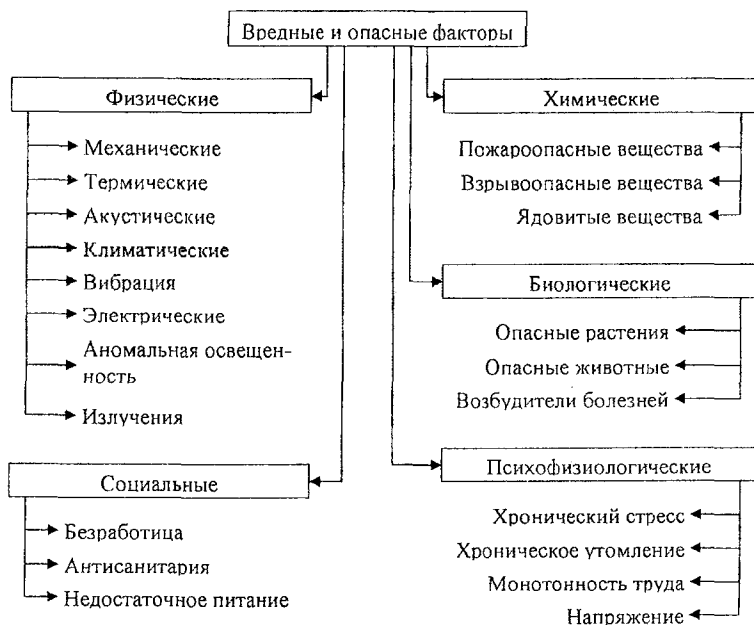 Вредные и опасные факторы
Физические
Механические
Термические
Акустические
Климатические
Вибрация
Электрические
Аномальная освещен-
ность
Излучения
Социальные
Безработица
Антисанитария
Недостаточное питание
Химические
Пожароопасные вещества
Взрывоопасные вещества
Ядовитые вещества
Биологические
Опасные растения
Опасные животные
Возбудители болезней
Психофизиологические
Хронический стресс
Хроническое утомление
Монотонность труда
Напряжение